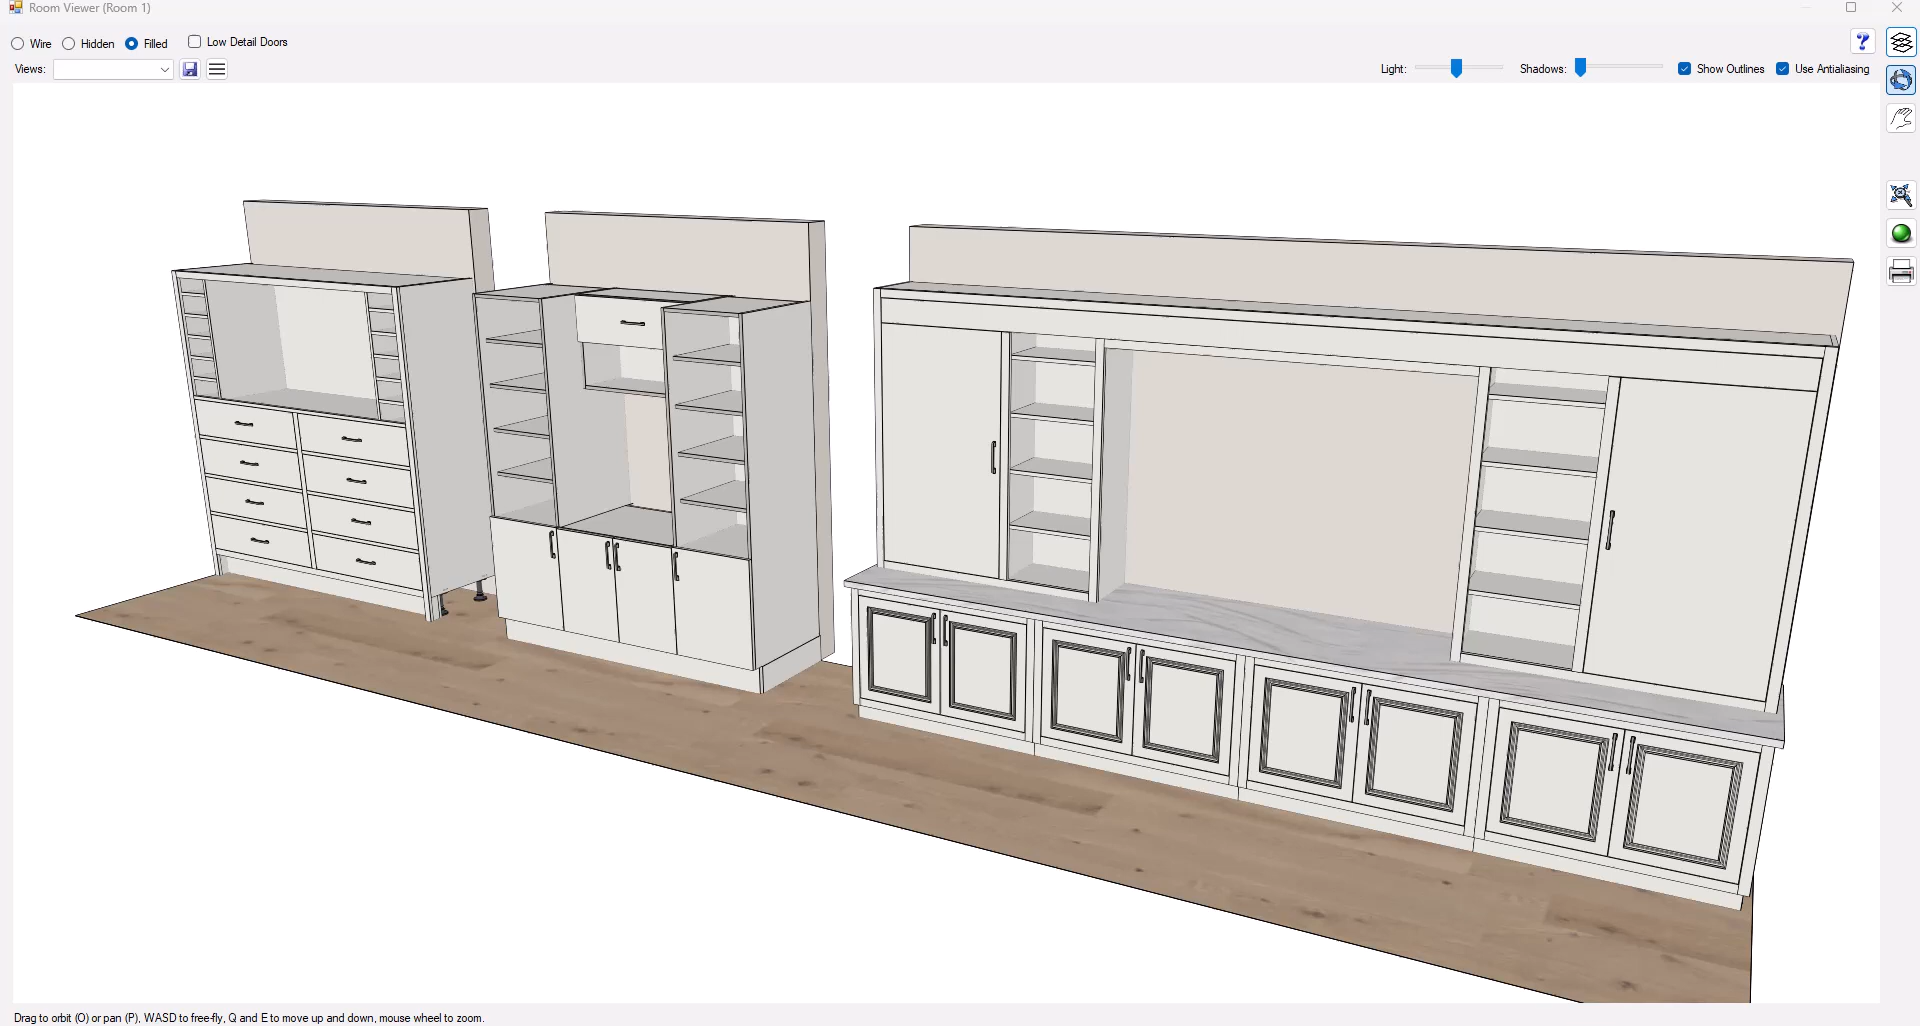 Room Viewer (Room 1)
Wire Hidden Filled Low Detail Doors
Views: Light: Shadows: Show Outlines Use Antialiasing
Drag to orbit (O) or pan (P), WASD to free-fly, Q and E to move up and down, mouse wheel to zoom.